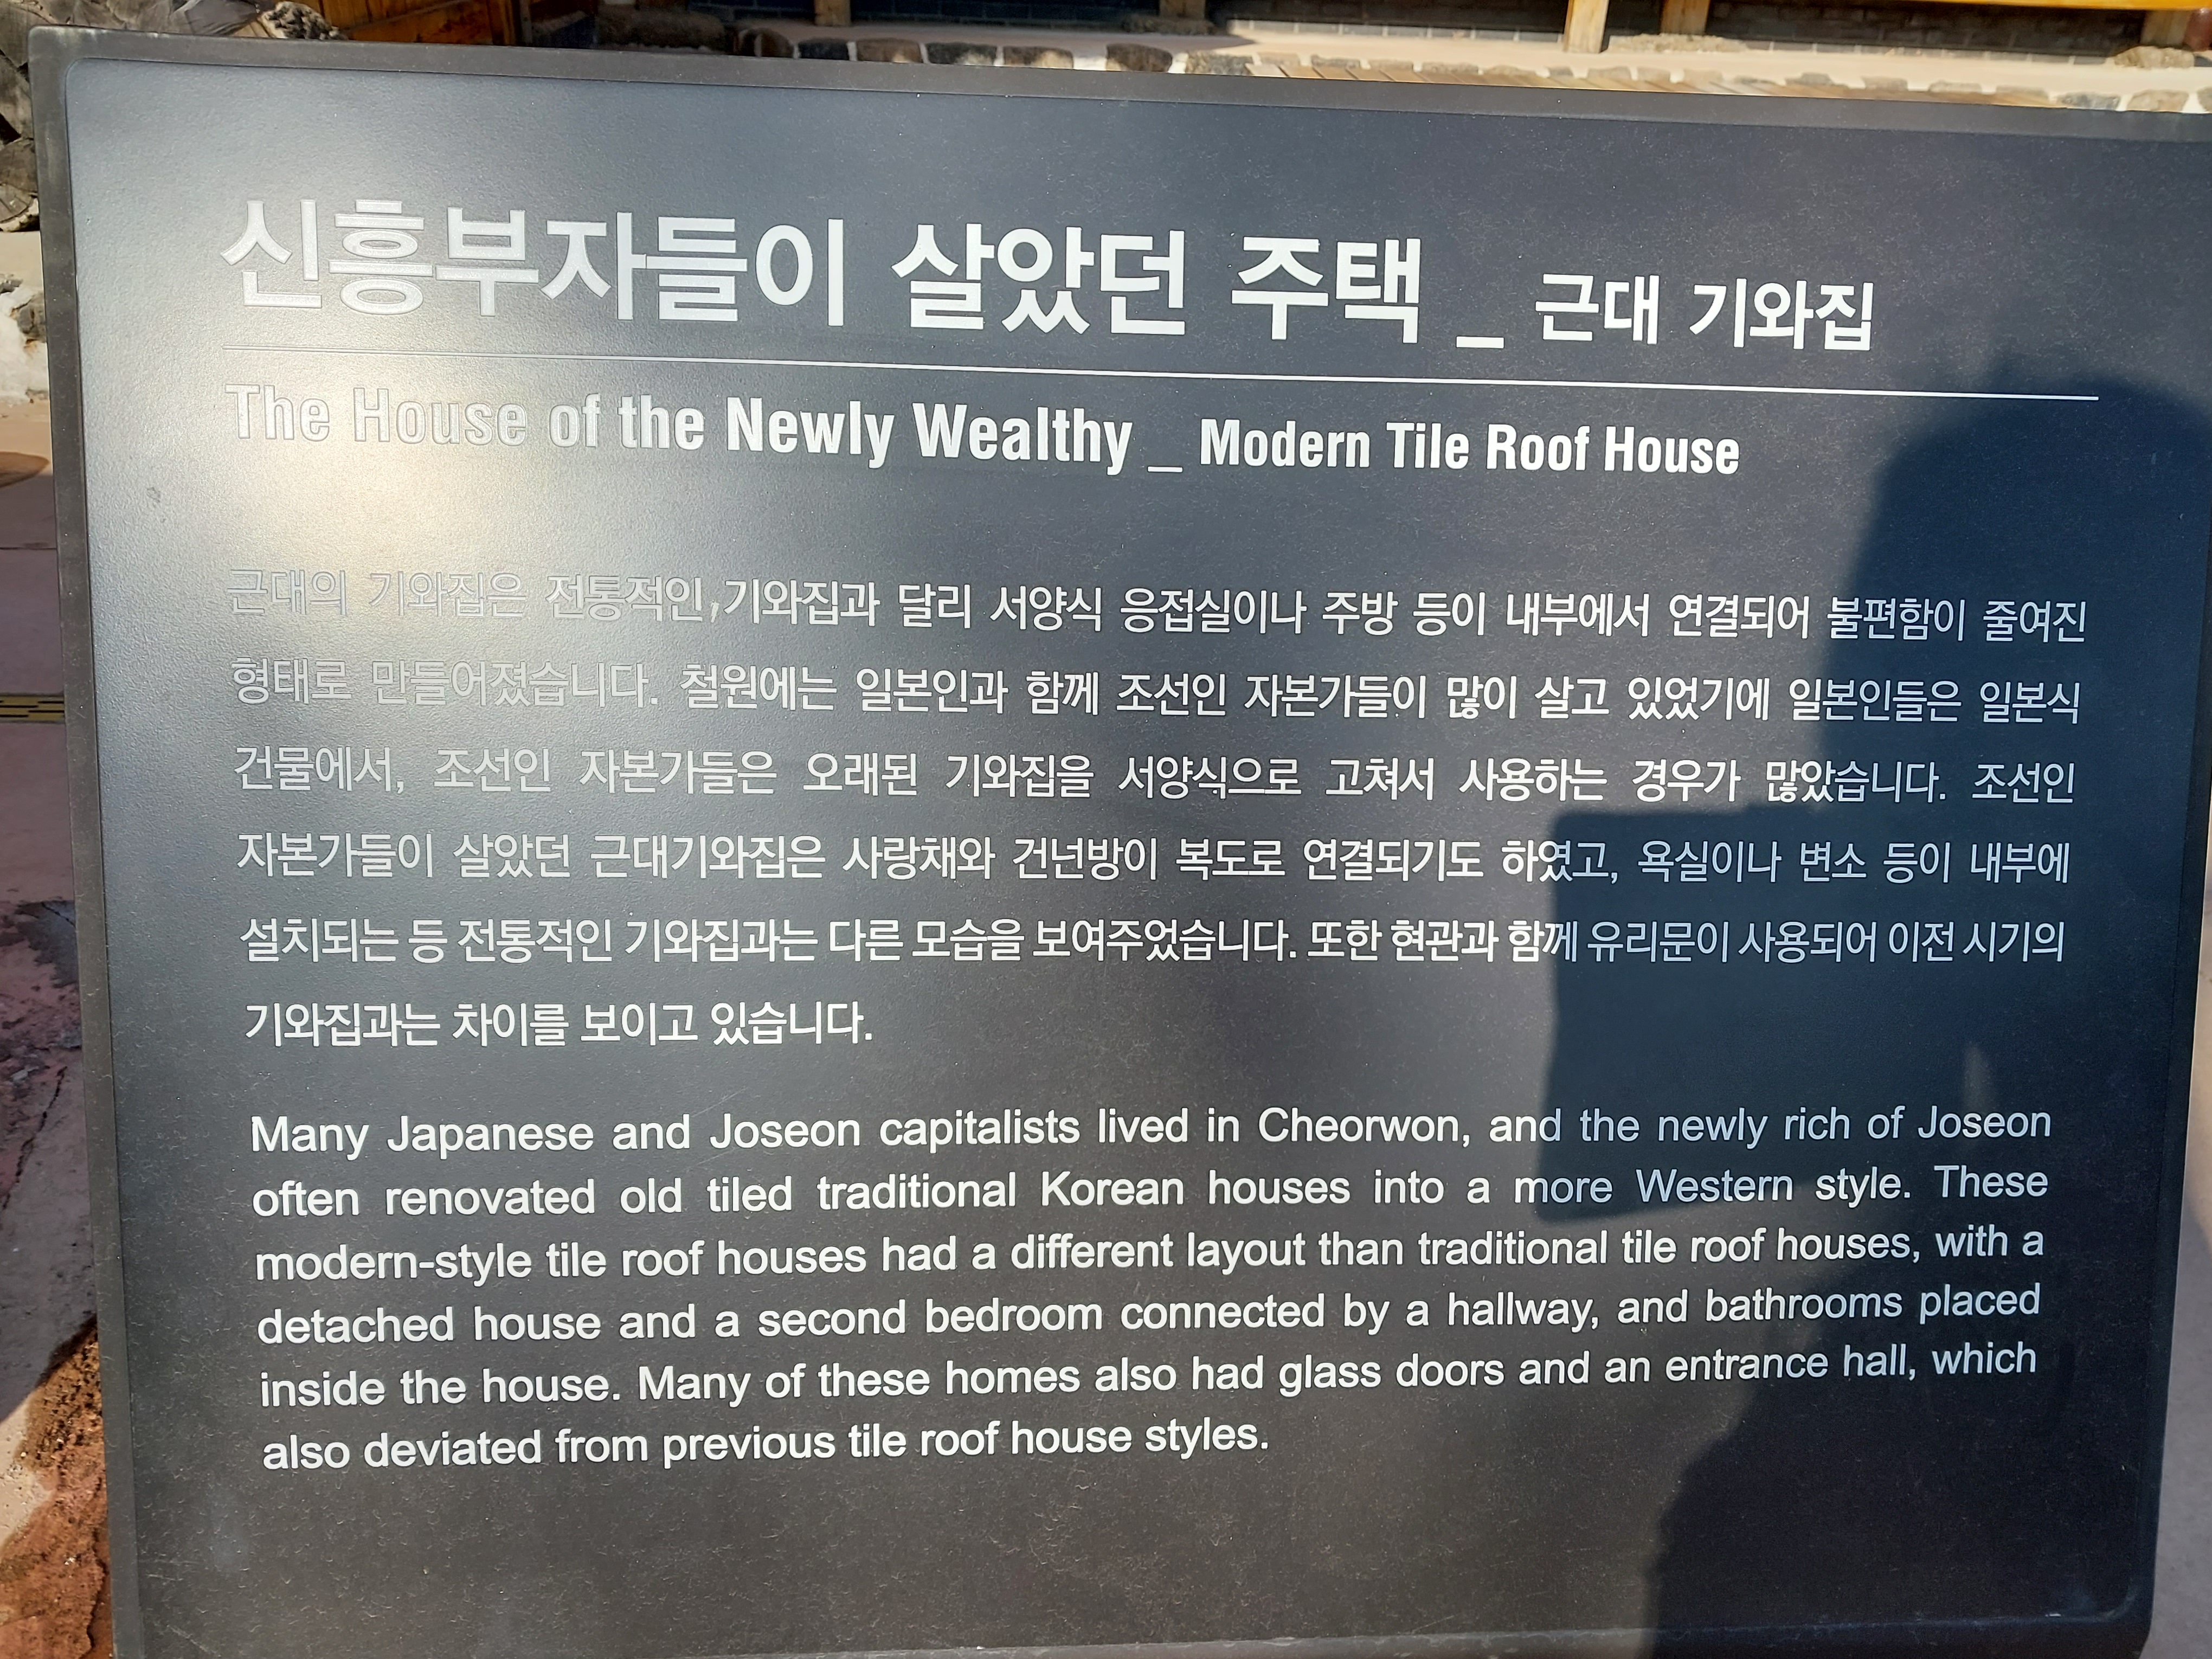 신흥부자들이 살았던 주택 _ 근대 기와집
The House of the Newly Wealthy _ Modern Tile Roof House
근대의 기와집은 전통적인 기와집과 달리 서양식 응접실이나 주방 등이 내부에서 연결되어 불편함이 줄여진
형태로 만들어졌습니다. 철원에는 일본인과 함께 조선인 자본가들이 많이 살고 있었기에 일본인들은 일본식
건물에서, 조선인 자본가들은 오래된 기와집을 서양식으로 고쳐서 사용하는 경우가 많았습니다. 조선인
자본가들이 살았던 근대기와집은 사랑채와 건넌방이 복도로 연결되기도 하였고, 욕실이나 변소 등이 내부에
설치되는 등 전통적인 기와집과는 다른 모습을 보여주었습니다. 또한 현관과 함께 유리문이 사용되어 이전 시기의
기와집과는 차이를 보이고 있습니다.
Many Japanese and Joseon capitalists lived in Cheorwon, and the newly rich of Joseon
often renovated old tiled traditional Korean houses into a more Western style. These
modern-style tile roof houses had a different layout than traditional tile roof houses, with a
detached house and a second bedroom connected by a hallway, and bathrooms placed
inside the house. Many of these homes also had glass doors and an entrance hall, which
also deviated from previous tile roof house styles.